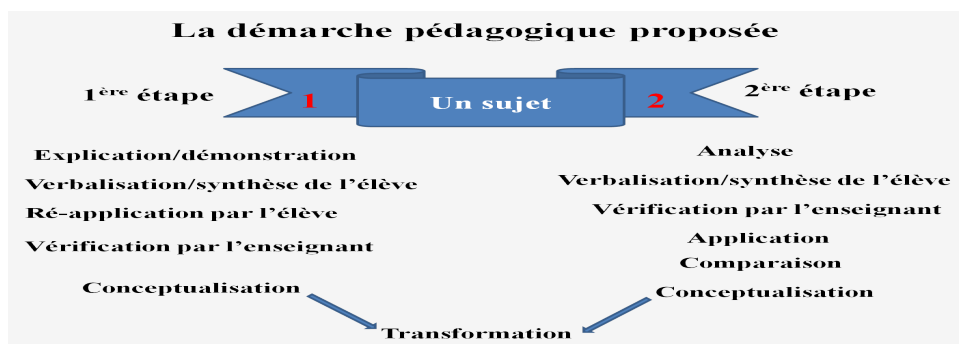 La démarche pédagogique proposée
1ère étape
1
Un sujet
2
2ère étape
Explication/démonstration
Verbalisation/synthèse de l'élève
Ré-application par l'élève
Vérification par l'enseignant
Conceptualisation
Analyse
Verbalisation/synthèse de l'élève
Vérification par l'enseignant
Application
Comparaison
Conceptualisation
Transformation